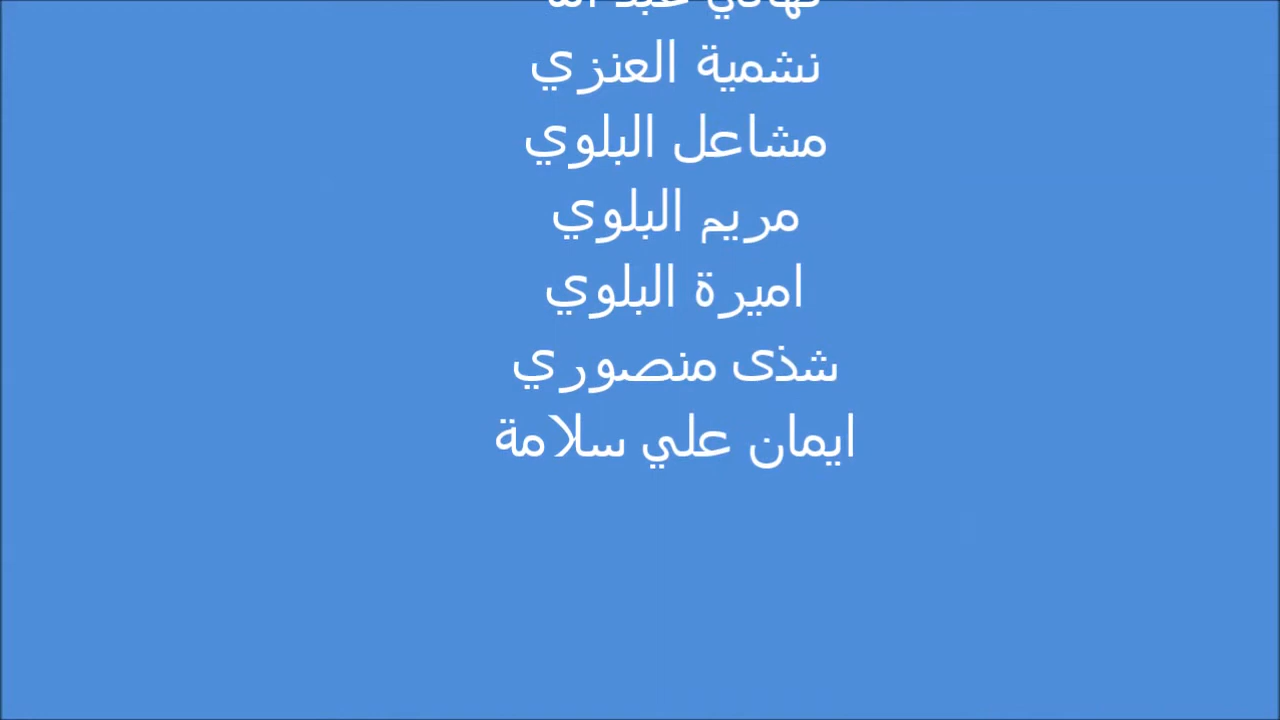 نشمية العنزي
مشاعل البلوي
مريم البلوي
اميرة البلوي
شذى منصوري
ايمان علي سلامة